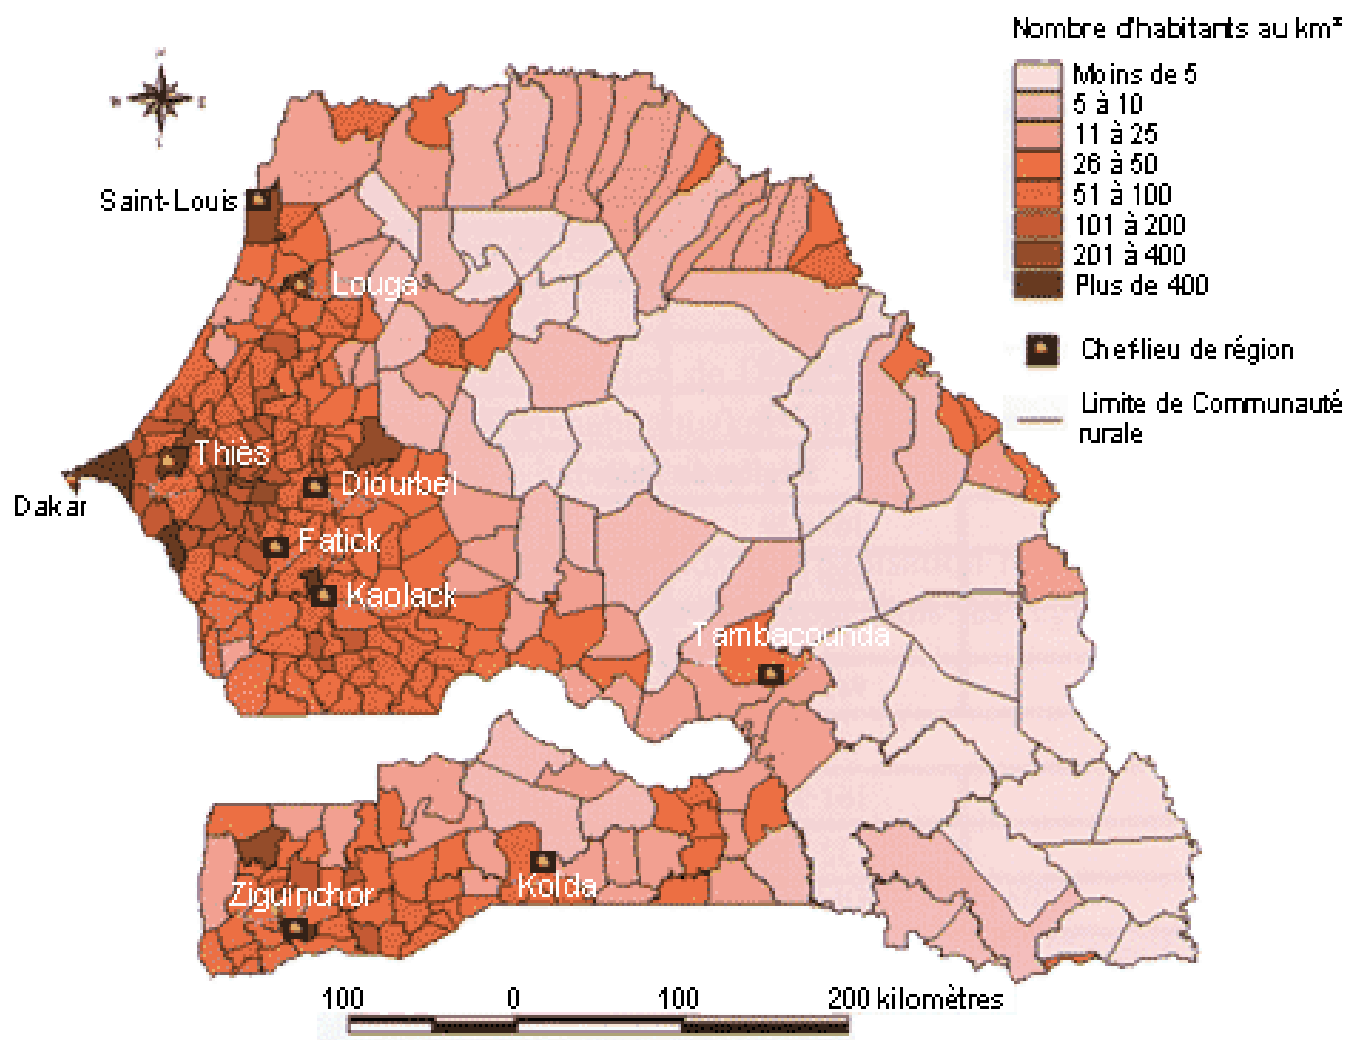 Nombre d'habitants au km²
Moins de 5
5 à 10
11 à 25
26 à 50
51 à 100
101 à 200
201 à 400
Plus de 400
Cheflieu de région
Limite de Communauté
rurale
Saint-Louis
Louga
Thiès
Diourbel
Dakar
Fatick
Kaolack
Tambacounda
Kolda
Ziguinchor
100 0 100 200 kilomètres